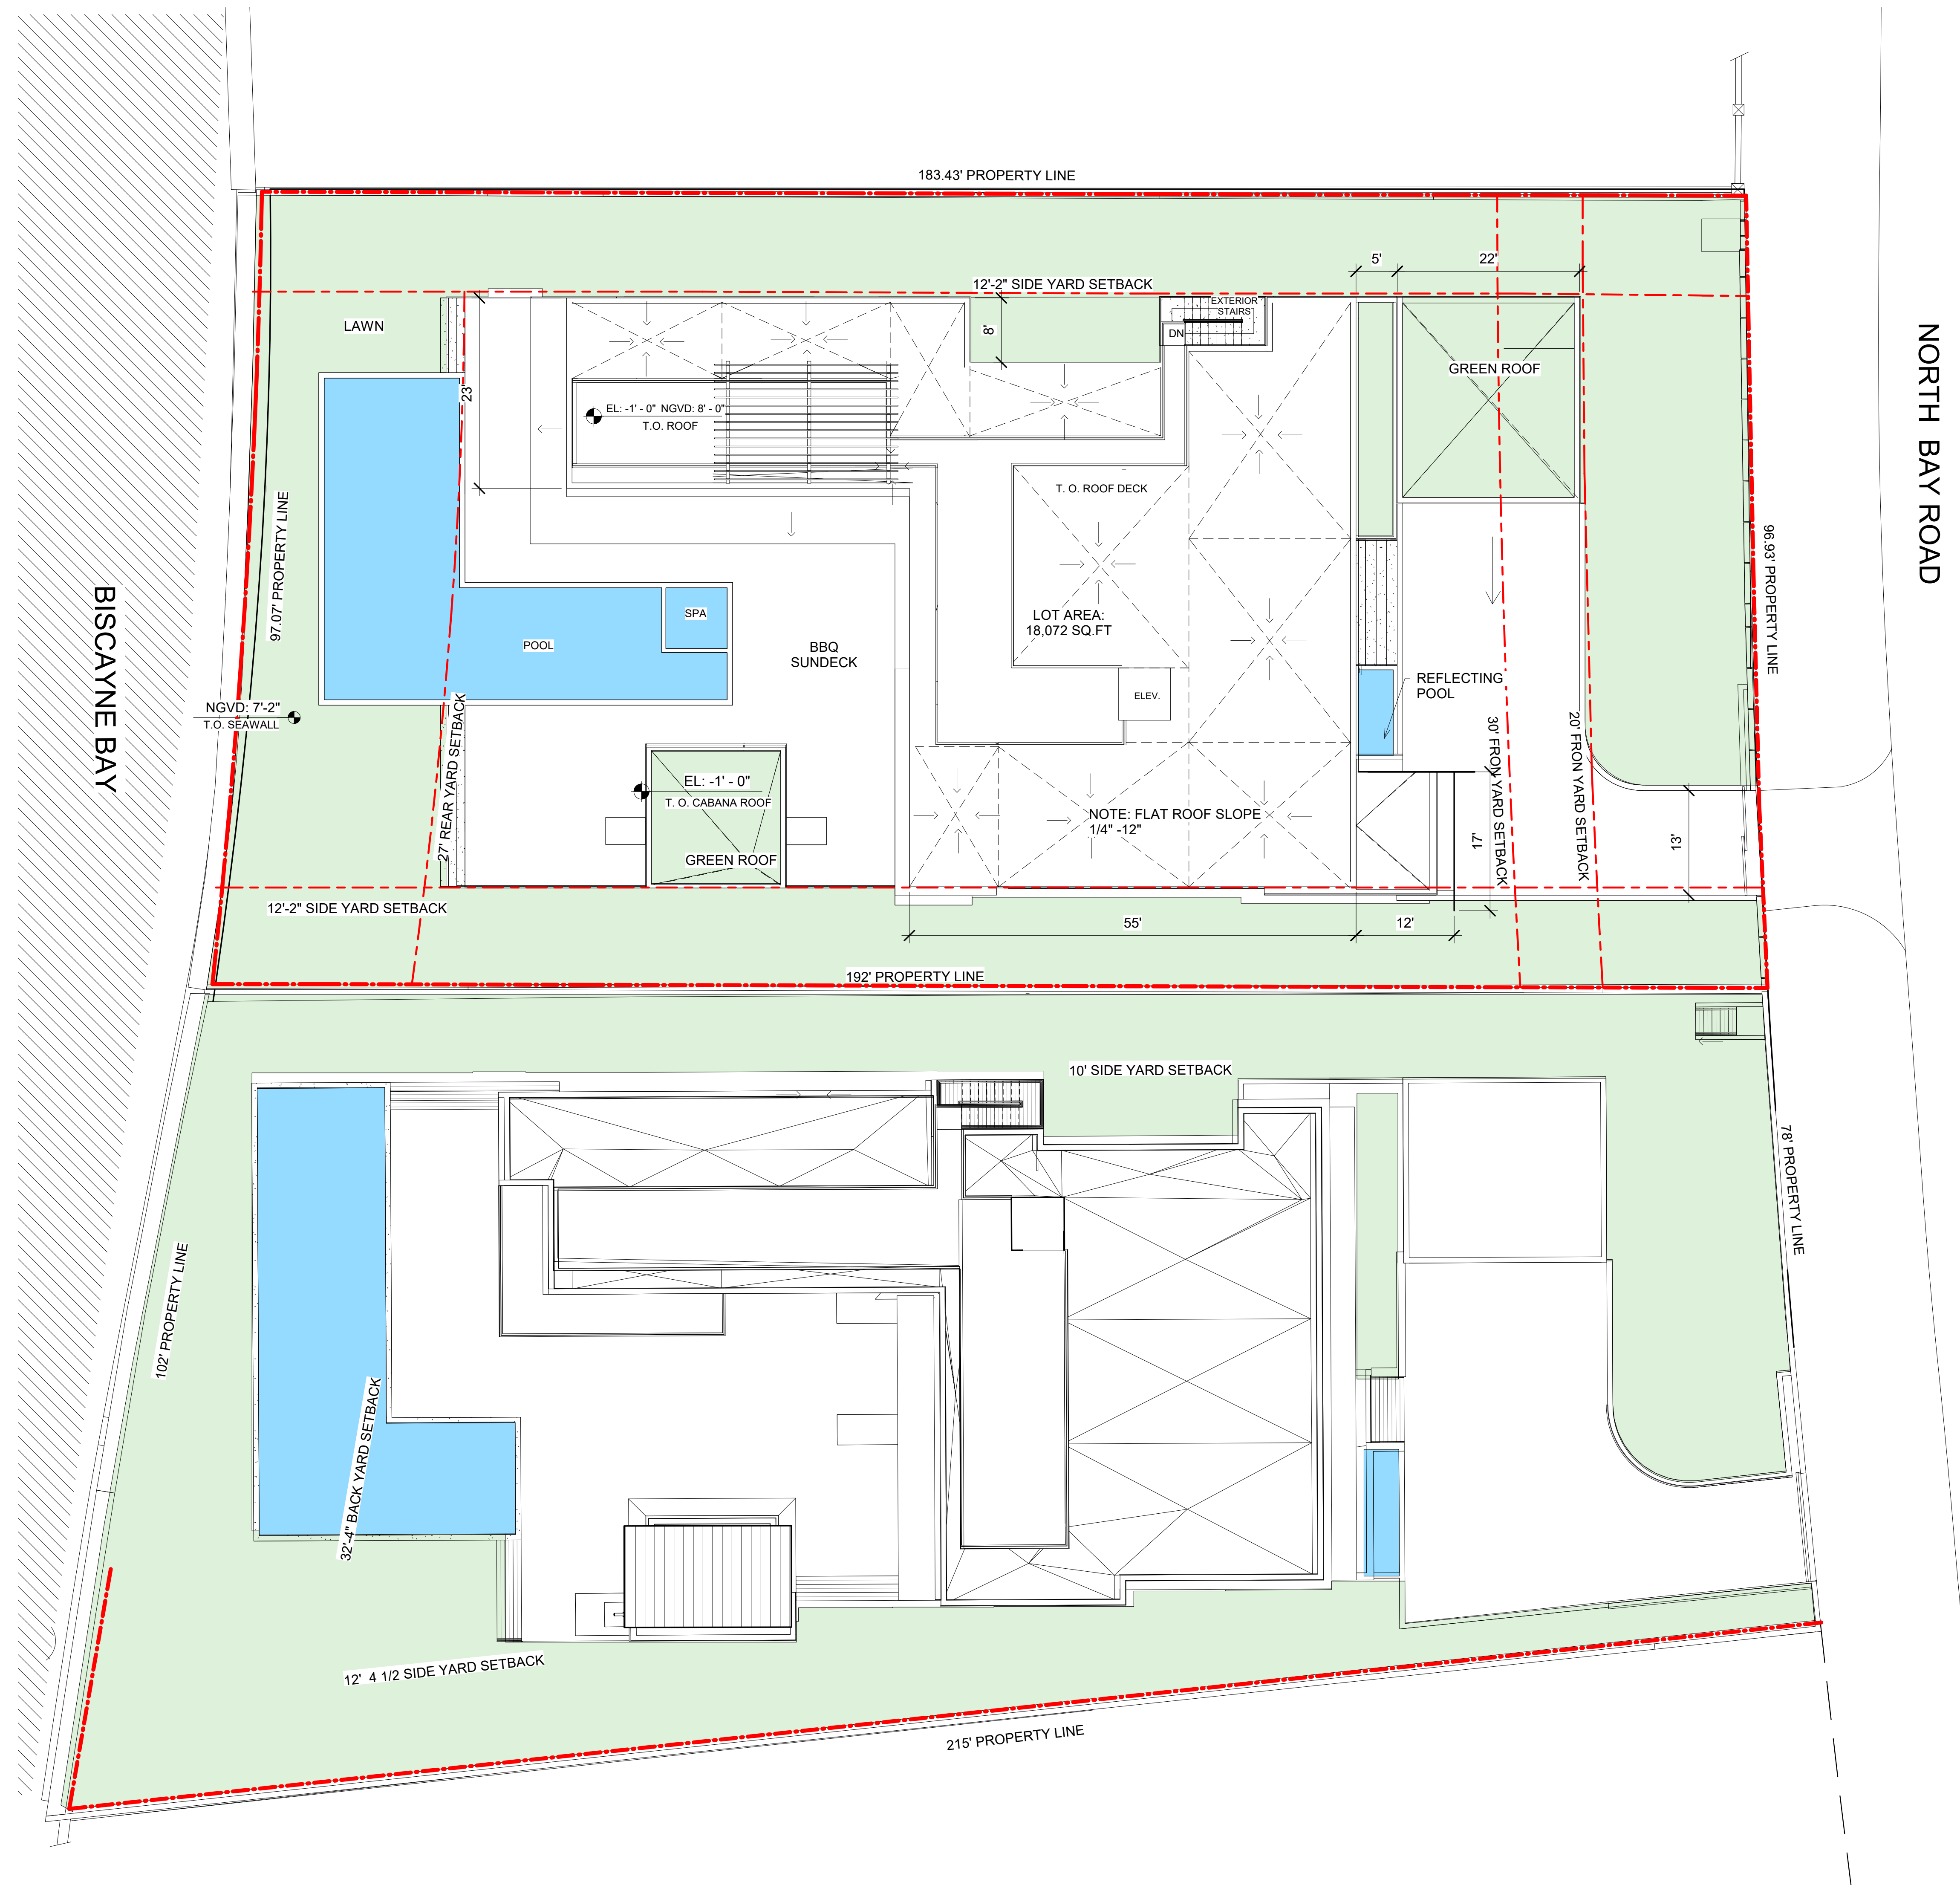 183.43' PROPERTY LINE
NORTH BAY ROAD
5'
22'
12'-2" SIDE YARD SETBACK
EXTERIOR
STAIRS
DN
LAWN
8'
GREEN ROOF
23'
EL: -1' - 0" NGVD: 8' - 0"
T.O. ROOF
T. O. ROOF DECK
97.07' PROPERTY LINE
96.93' PROPERTY LINE
BISCAYNE BAY
SPA
POOL
BBQ
SUNDECK
LOT AREA:
18,072 SQ.FT
ELEV.
REFLECTING
POOL
NGVD: 7'-2"
T.O. SEAWALL
27' REAR YARD SETBACK
30' FRON YARD SETBACK
20' FRON YARD SETBACK
EL: -1' - 0"
T. O. CABANA ROOF
GREEN ROOF
NOTE: FLAT ROOF SLOPE
1/4" -12"
17'
13'
12'-2" SIDE YARD SETBACK
55'
12'
192' PROPERTY LINE
10' SIDE YARD SETBACK
78' PROPERTY LINE
102' PROPERTY LINE
32'-4" BACK YARD SETBACK
12' 4 1/2 SIDE YARD SETBACK
215' PROPERTY LINE